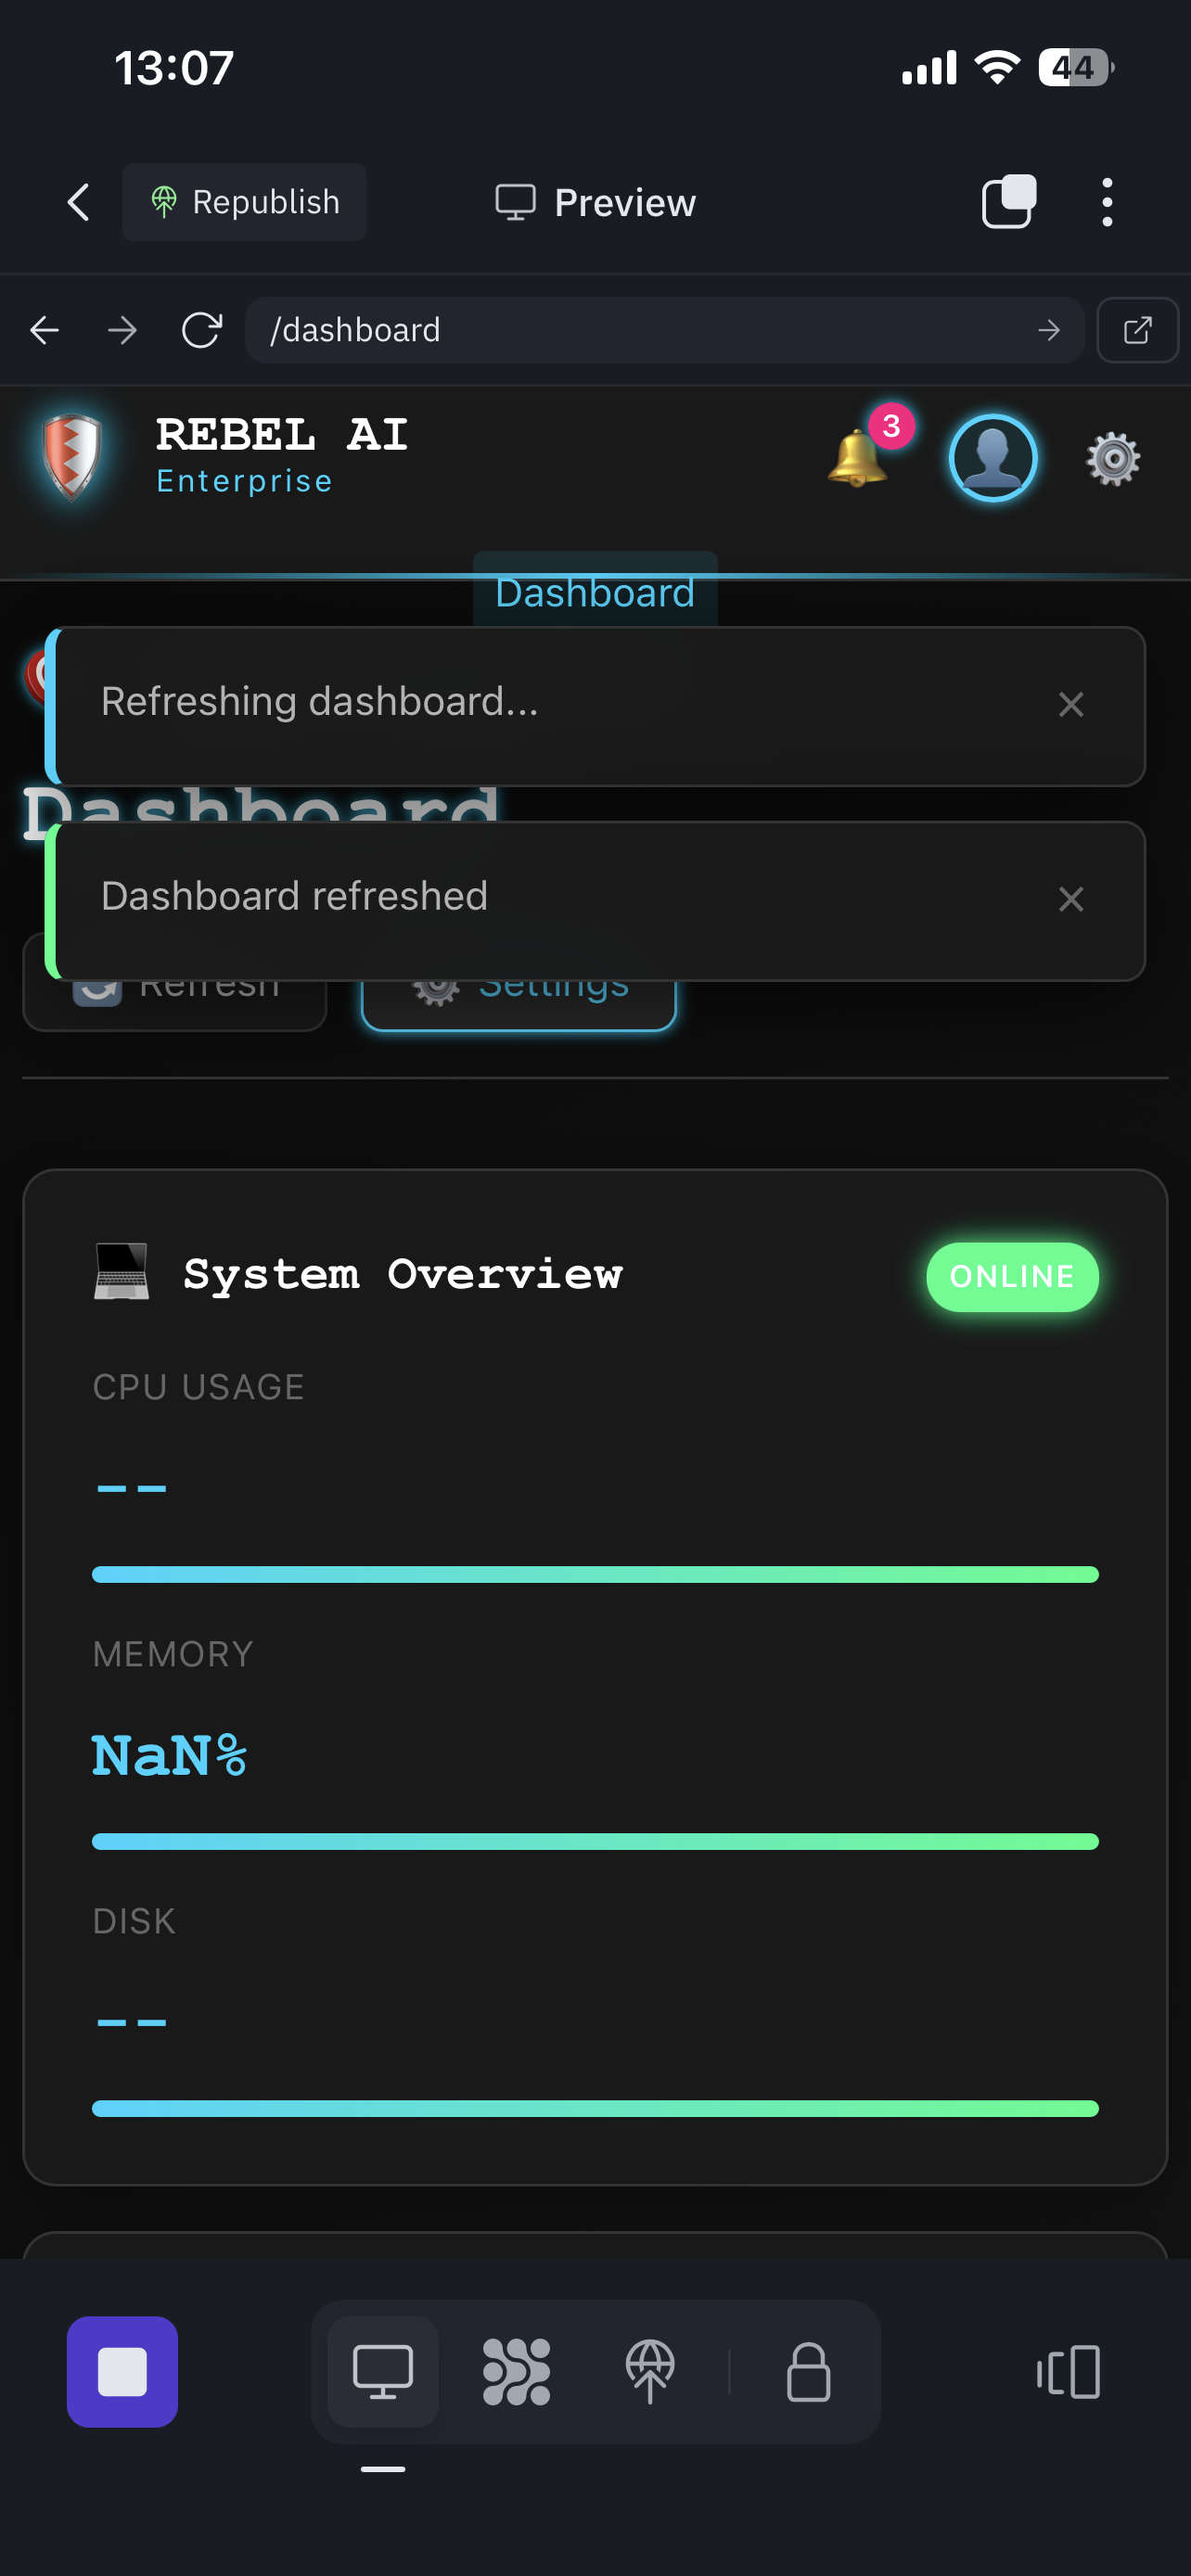 13:07
44
Republish
Preview
/dashboard
REBEL AI
Enterprise
3
Dashboard
Refreshing dashboard...
Dashboard
Dashboard refreshed
Refresh
Settings
System Overview
ONLINE
CPU USAGE
--
MEMORY
NaN%
DISK
--